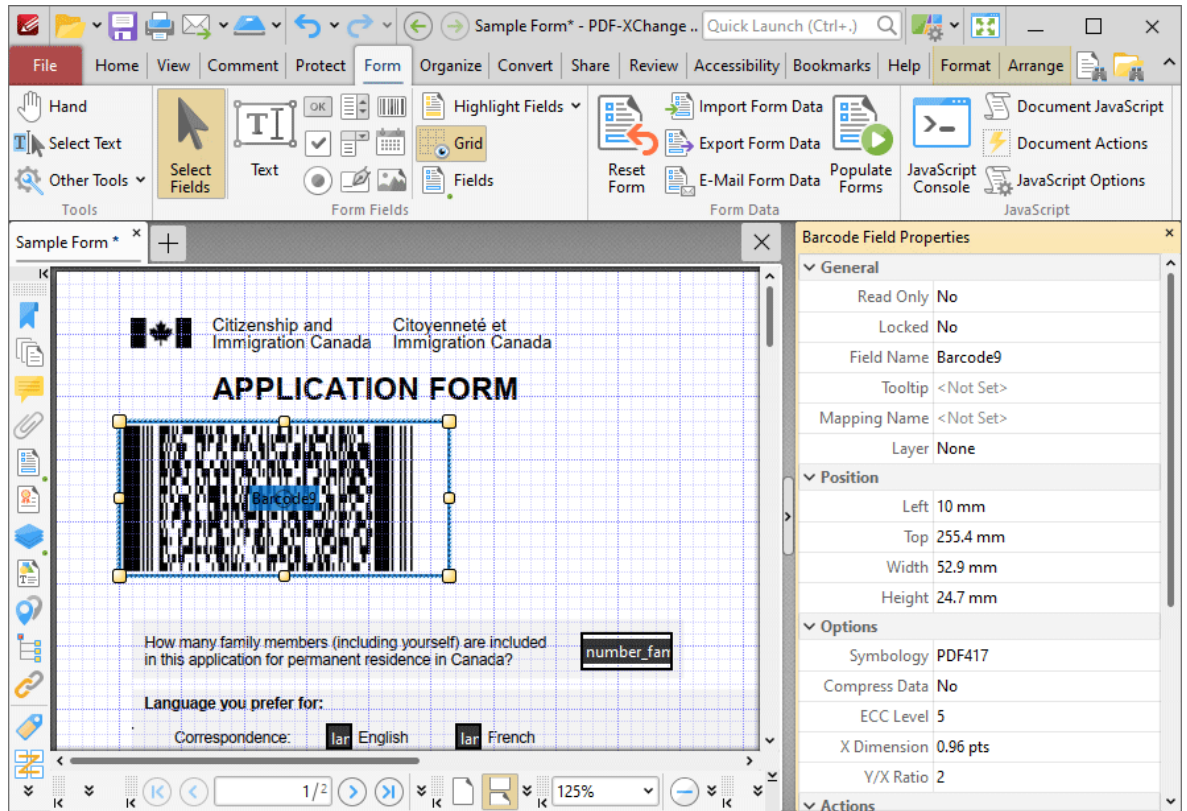 Sample Form* - PDF-XChange ..
Quick Launch (Ctrl+.)
File Home View Comment Protect Form Organize Convert Share Review Accessibility Bookmarks Help Format Arrange
Hand
Select Text
Other Tools
Tools
Select Fields
Text
OK
Highlight Fields
Grid
Fields
Form Fields
Reset Form
Import Form Data
Export Form Data
E-Mail Form Data
Populate Forms
Form Data
JavaScript Console
Document JavaScript
Document Actions
JavaScript Options
JavaScript
Sample Form *
Citizenship and Immigration Canada
Citoyenneté et Immigration Canada
APPLICATION FORM
Barcode9
How many family members (including yourself) are included
in this application for permanent residence in Canada?
number_fam
Language you prefer for:
Correspondence: lar English lar French
1/2
125%
Barcode Field Properties
General
Read Only No
Locked No
Field Name Barcode9
Tooltip <Not Set>
Mapping Name <Not Set>
Layer None
Position
Left 10 mm
Top 255.4 mm
Width 52.9 mm
Height 24.7 mm
Options
Symbology PDF417
Compress Data No
ECC Level 5
X Dimension 0.96 pts
Y/X Ratio 2
Actions